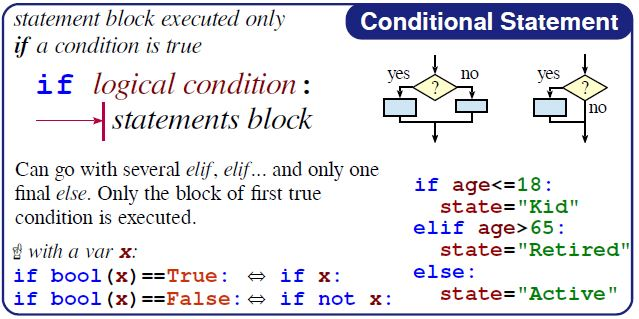 statement block executed only
if a condition is true
Conditional Statement
if logical condition:
statements block
yes ? no
yes ? no
Can go with several elif, elif... and only one
final else. Only the block of first true
condition is executed.
☝ with a var x:
if bool(x)==True: ⇔ if x:
if bool(x)==False: ⇔ if not x:
if age<=18:
state="Kid"
elif age>65:
state="Retired"
else:
state="Active"